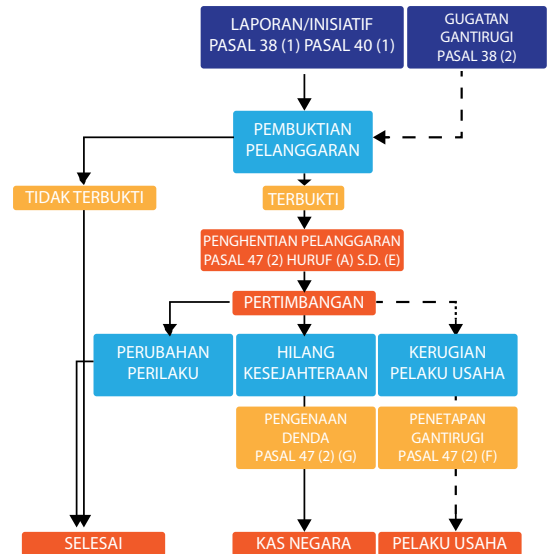 LAPORAN/INISIATIF
PASAL 38 (1) PASAL 40 (1)
GUGATAN
GANTIRUGI
PASAL 38 (2)
PEMBUKTIAN
PELANGGARAN
TIDAK TERBUKTI
TERBUKTI
PENGHENTIAN PELANGGARAN
PASAL 47 (2) HURUF (A) S.D. (E)
PERTIMBANGAN
PERUBAHAN
PERILAKU
HILANG
KESEJAHTERAAN
KERUGIAN
PELAKU USAHA
PENGENAAN
DENDA
PASAL 47 (2) (G)
PENETAPAN
GANTIRUGI
PASAL 47 (2) (F)
SELESAI
KAS NEGARA
PELAKU USAHA